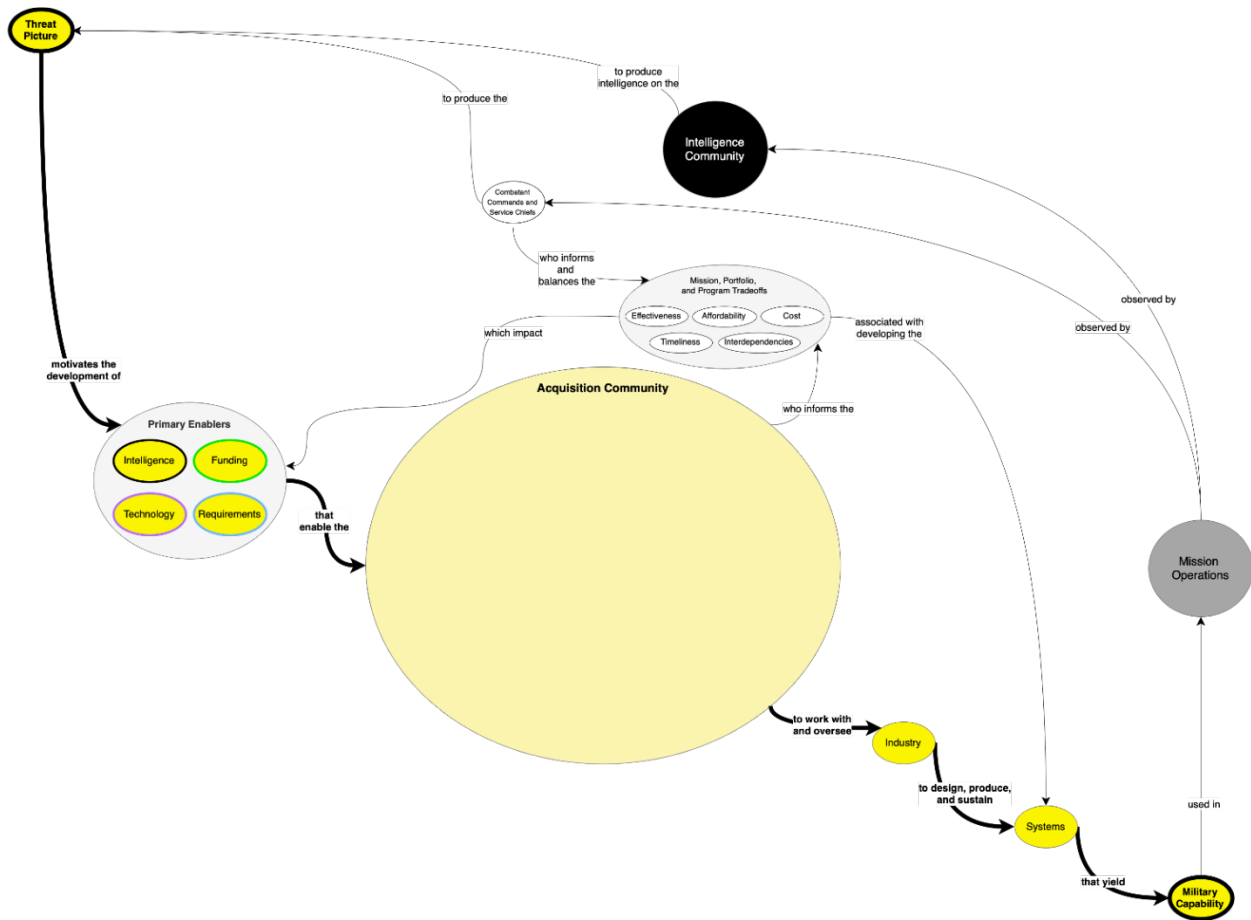 Threat
Picture
to produce
intelligence on the
to produce the
Intelligence
Community
Combatant
Commands and
Service Chiefs
who informs
and
balances the
Mission, Portfolio,
and Program Tradeoffs
Effectiveness
Affordability
Cost
Timeliness
Interdependencies
which impact
associated with
developing the
observed by
observed by
motivates the
development of
Acquisition Community
who informs the
Primary Enablers
Intelligence
Funding
Technology
Requirements
that
enable the
Mission
Operations
to work with
and oversee
Industry
to design, produce,
and sustain
Systems
used in
that yield
Military
Capability